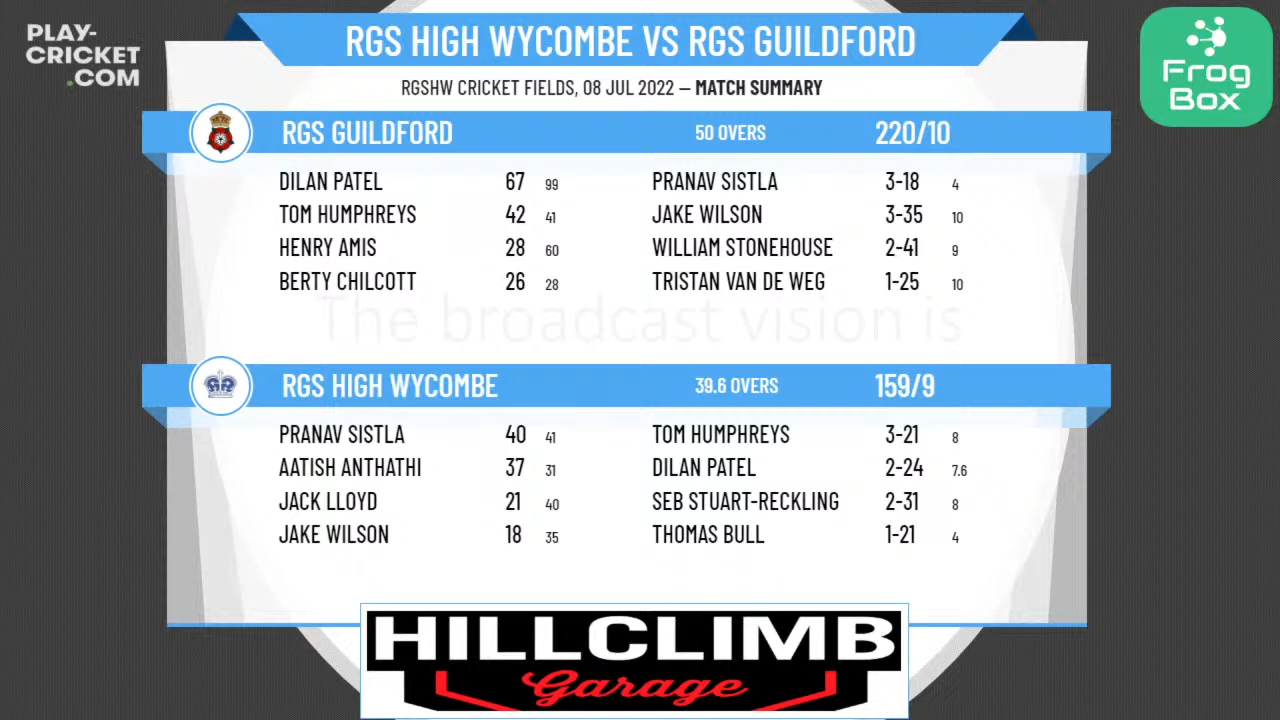 PLAY-
CRICKET
.COM
RGS HIGH WYCOMBE VS RGS GUILDFORD
Frog
Box
RGSHW CRICKET FIELDS, 08 JUL 2022 – MATCH SUMMARY
RGS GUILDFORD 50 OVERS 220/10
DILAN PATEL 67 99 PRANAV SISTLA 3-18 4
TOM HUMPHREYS 42 41 JAKE WILSON 3-35 10
HENRY AMIS 28 60 WILLIAM STONEHOUSE 2-41 9
BERTY CHILCOTT 26 28 TRISTAN VAN DE WEG 1-25 10
The broadcast vision is
RGS HIGH WYCOMBE 39.6 OVERS 159/9
PRANAV SISTLA 40 41 TOM HUMPHREYS 3-21 8
AATISH ANTHATHI 37 31 DILAN PATEL 2-24 7.6
JACK LLOYD 21 40 SEB STUART-RECKLING 2-31 8
JAKE WILSON 18 35 THOMAS BULL 1-21 4
HILLCLIMB
Garage